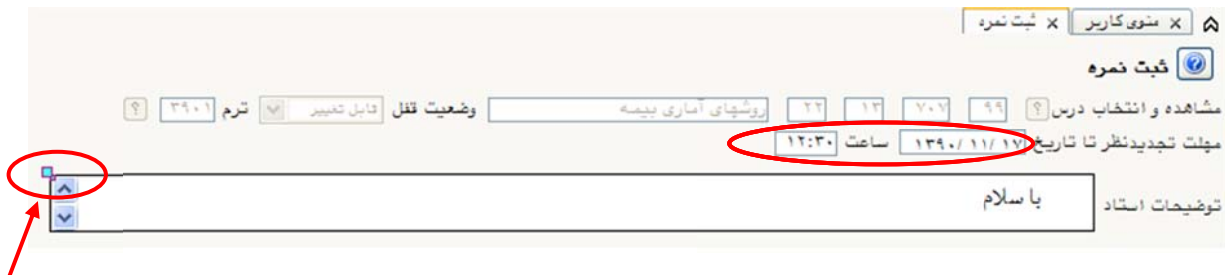 منوی کاربر × ثبت نمره ×
ثبت نمره
مشاهده و انتخاب درس ? ۹۹ ۷۰۷ ۱۳ ۲۲ روشهای آماری بیمه وضعیت قفل قابل تغییر ترم ۳۹۰۱ ?
مهلت تجدیدنظر تا تاریخ ۱۳۹۰/۱۱/۱۷ ساعت ۱۲:۳۰
توضیحات استاد با سلام